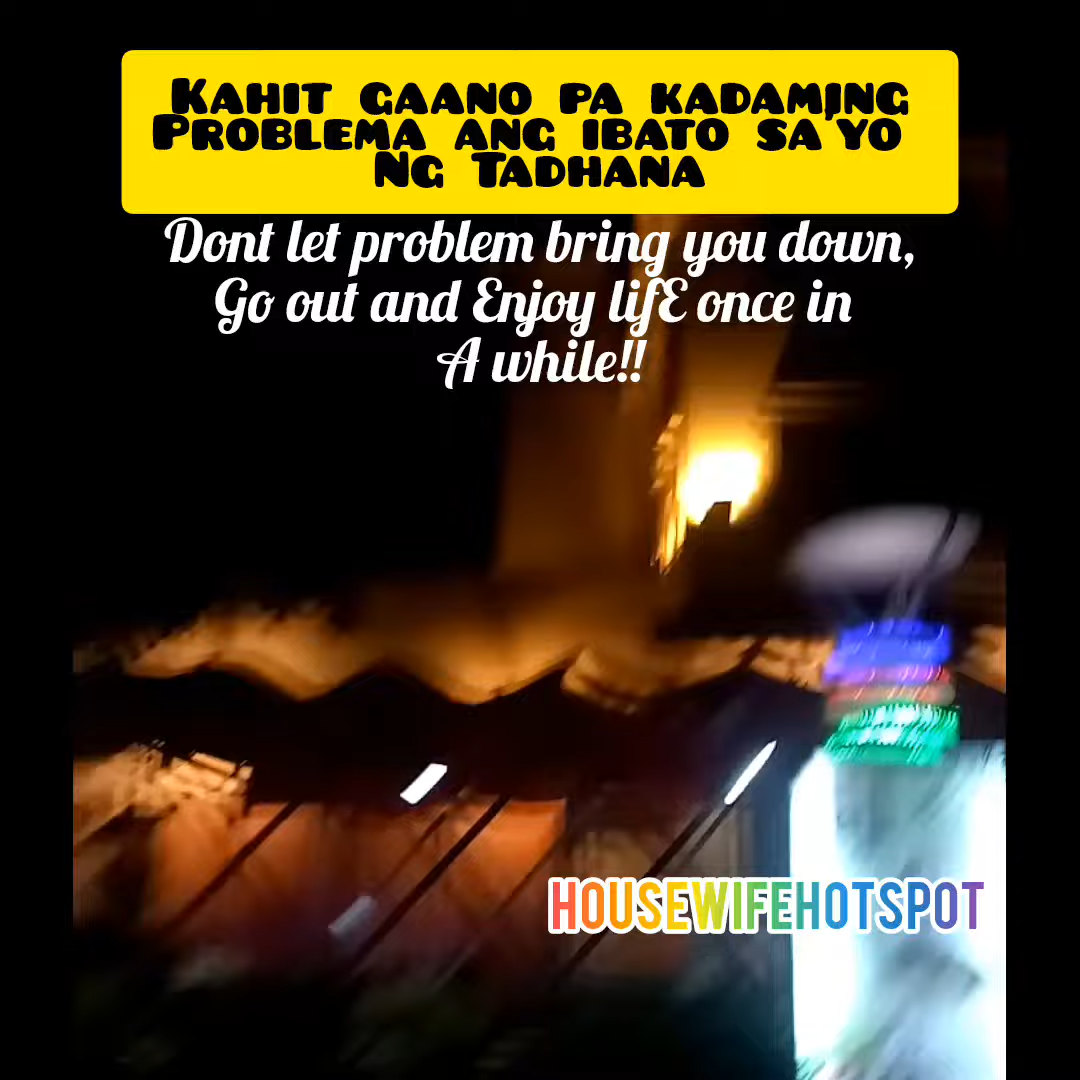 Kahit gaano pa kadaming
Problema ang ibato sa'yo
Ng Tadhana
Dont let problem bring you down,
Go out and Enjoy lifE once in
A while!!
HOUSEWIFEHOTSPOT